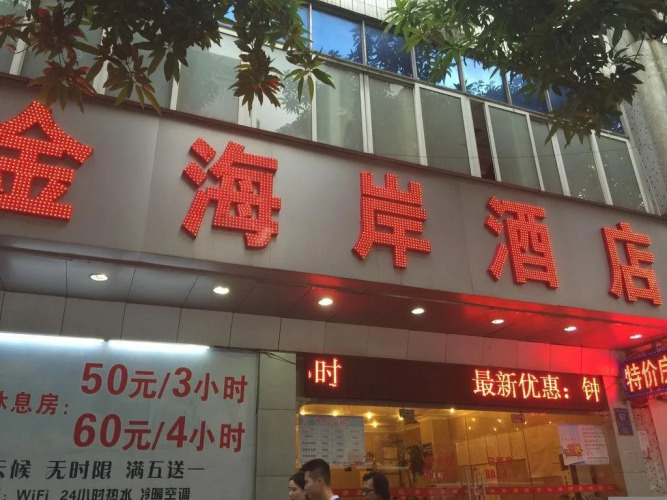 金海岸酒店
50元/3小时
休息房:
60元/4小时
候 无时限 满五送一
WiFi 24小时热水 冷暖空调
时 最新优惠：钟
特价房